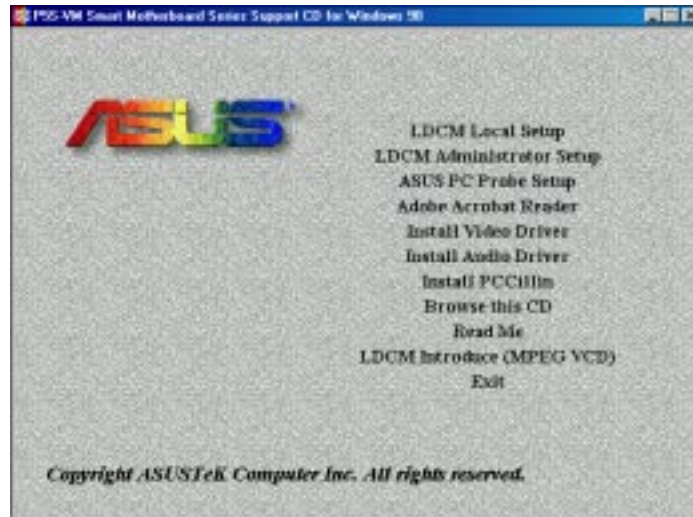 P5S-VM Smart Motherboard Series Support CD for Windows 98
ASUS
LDCM Local Setup
LDCM Administrator Setup
ASUS PC Probe Setup
Adobe Acrobat Reader
Install Video Driver
Install Audio Driver
Install PCCillin
Browse this CD
Read Me
LDCM Introduce (MPEG VCD)
Exit
Copyright ASUSTeK Computer Inc. All rights reserved.